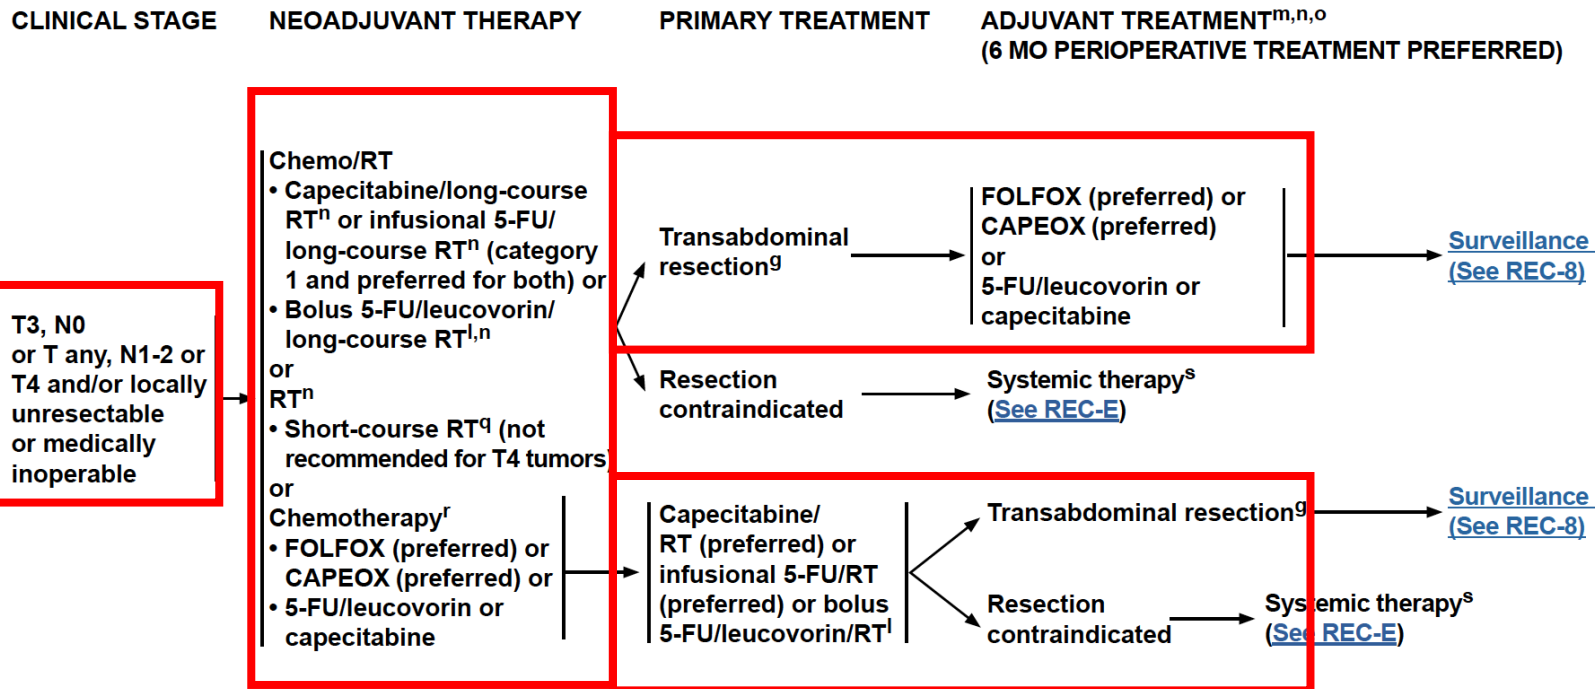 CLINICAL STAGE
NEOADJUVANT THERAPY
PRIMARY TREATMENT
ADJUVANT TREATMENTm,n,o
(6 MO PERIOPERATIVE TREATMENT PREFERRED)
T3, N0
or T any, N1-2 or
T4 and/or locally
unresectable
or medically
inoperable
Chemo/RT
• Capecitabine/long-course
RTn or infusional 5-FU/
long-course RTn (category
1 and preferred for both) or
• Bolus 5-FU/leucovorin/
long-course RTl,n
or
RTn
• Short-course RTq (not
recommended for T4 tumors)
or
Chemotherapyr
• FOLFOX (preferred) or
CAPEOX (preferred) or
• 5-FU/leucovorin or
capecitabine
Transabdominal
resectiong
FOLFOX (preferred) or
CAPEOX (preferred)
or
5-FU/leucovorin or
capecitabine
Surveillance
(See REC-8)
Resection
contraindicated
Systemic therapys
(See REC-E)
Capecitabine/
RT (preferred) or
infusional 5-FU/RT
(preferred) or bolus
5-FU/leucovorin/RTl
Transabdominal resectiong
Surveillance
(See REC-8)
Resection
contraindicated
Systemic therapys
(See REC-E)